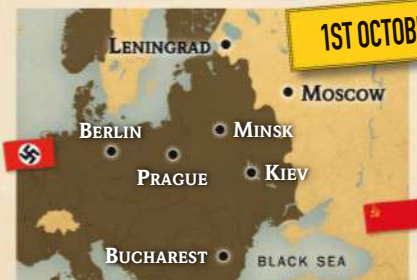 1ST OCTOB
LENINGRAD
MOSCOW
BERLIN
MINSK
PRAGUE
KIEV
BUCHAREST
BLACK SEA